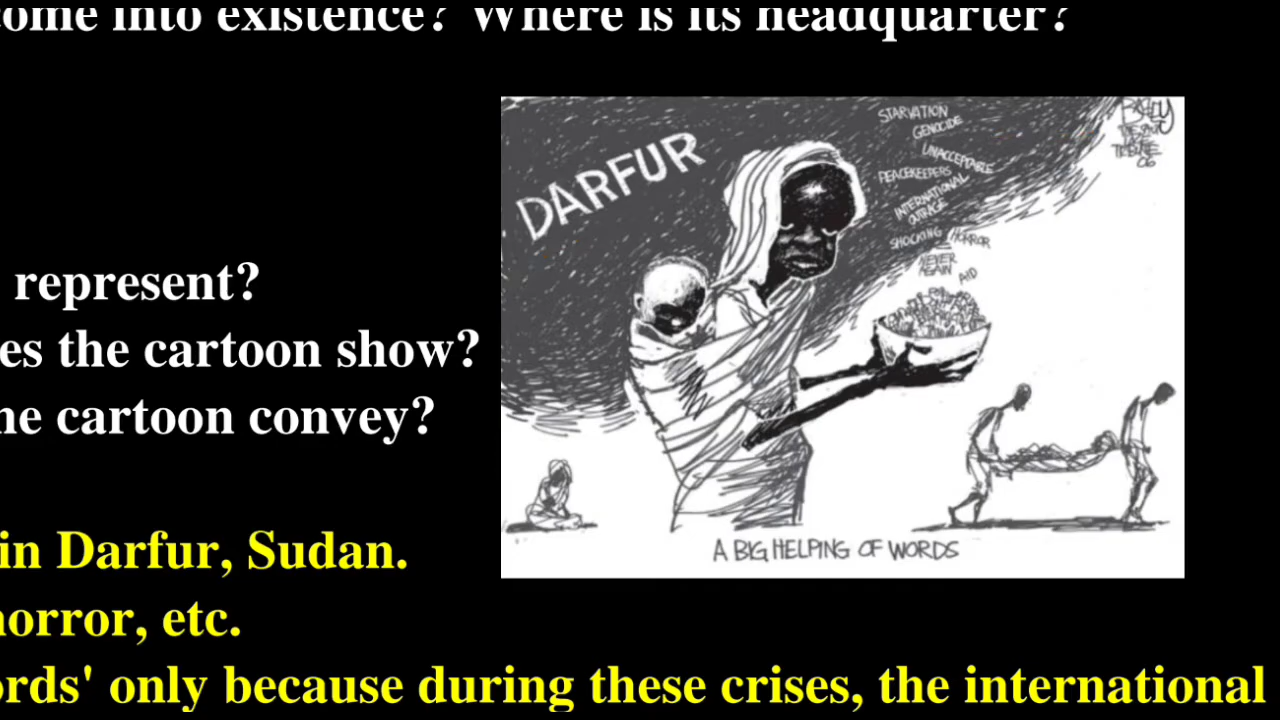 come into existence? Where is its headquarter?
DARFUR
STARVATION
GENOCIDE
UNACCEPTABLE
PEACEKEEPERS
INTERNATIONAL
OUTRAGE
SHOCKING HORROR
NEVER
AGAIN
AID
represent?
es the cartoon show?
he cartoon convey?
A BIG HELPING OF WORDS
in Darfur, Sudan.
horror, etc.
ords' only because during these crises, the international